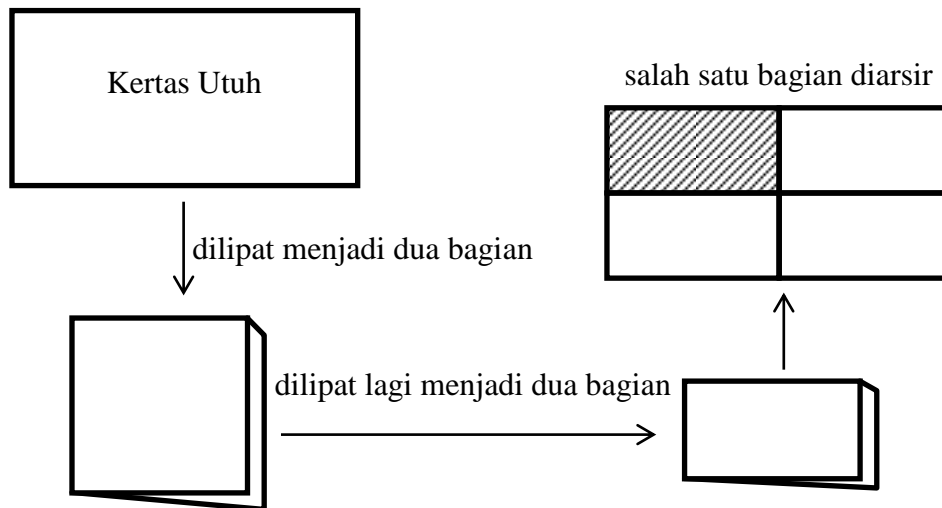 Kertas Utuh
salah satu bagian diarsir
dilipat menjadi dua bagian
dilipat lagi menjadi dua bagian